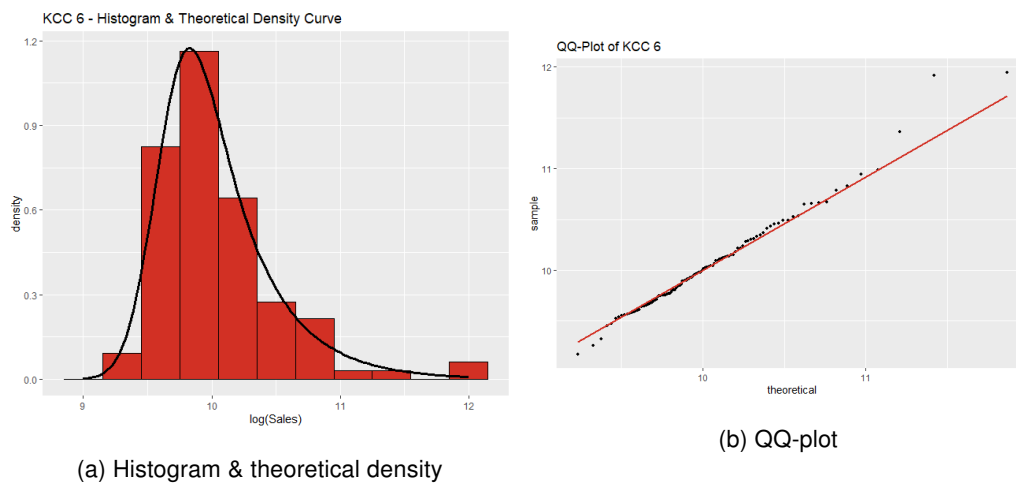 KCC 6 - Histogram & Theoretical Density Curve
1.2
0.9
0.6
0.3
0.0
density
9
10
11
12
log(Sales)
(a) Histogram & theoretical density
QQ-Plot of KCC 6
12
11
10
sample
10
11
theoretical
(b) QQ-plot